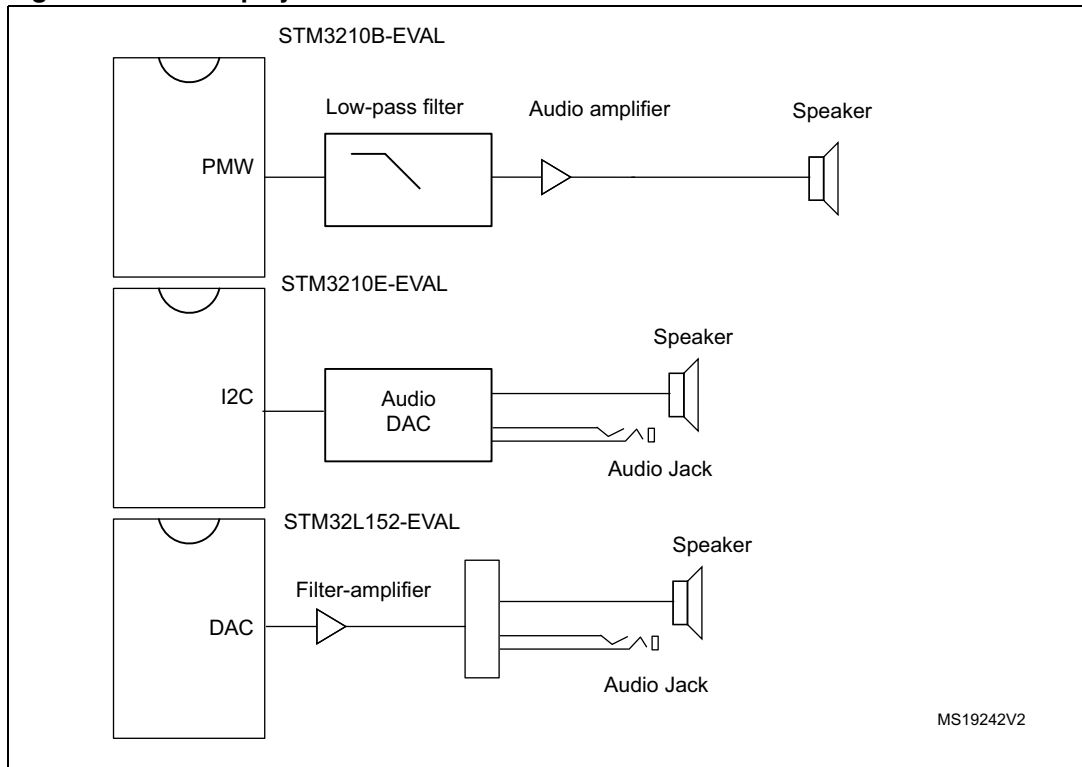 STM3210B-EVAL
Low-pass filter
Audio amplifier
Speaker
PMW
STM3210E-EVAL
Speaker
I2C
Audio
DAC
Audio Jack
STM32L152-EVAL
Speaker
Filter-amplifier
DAC
Audio Jack
MS19242V2